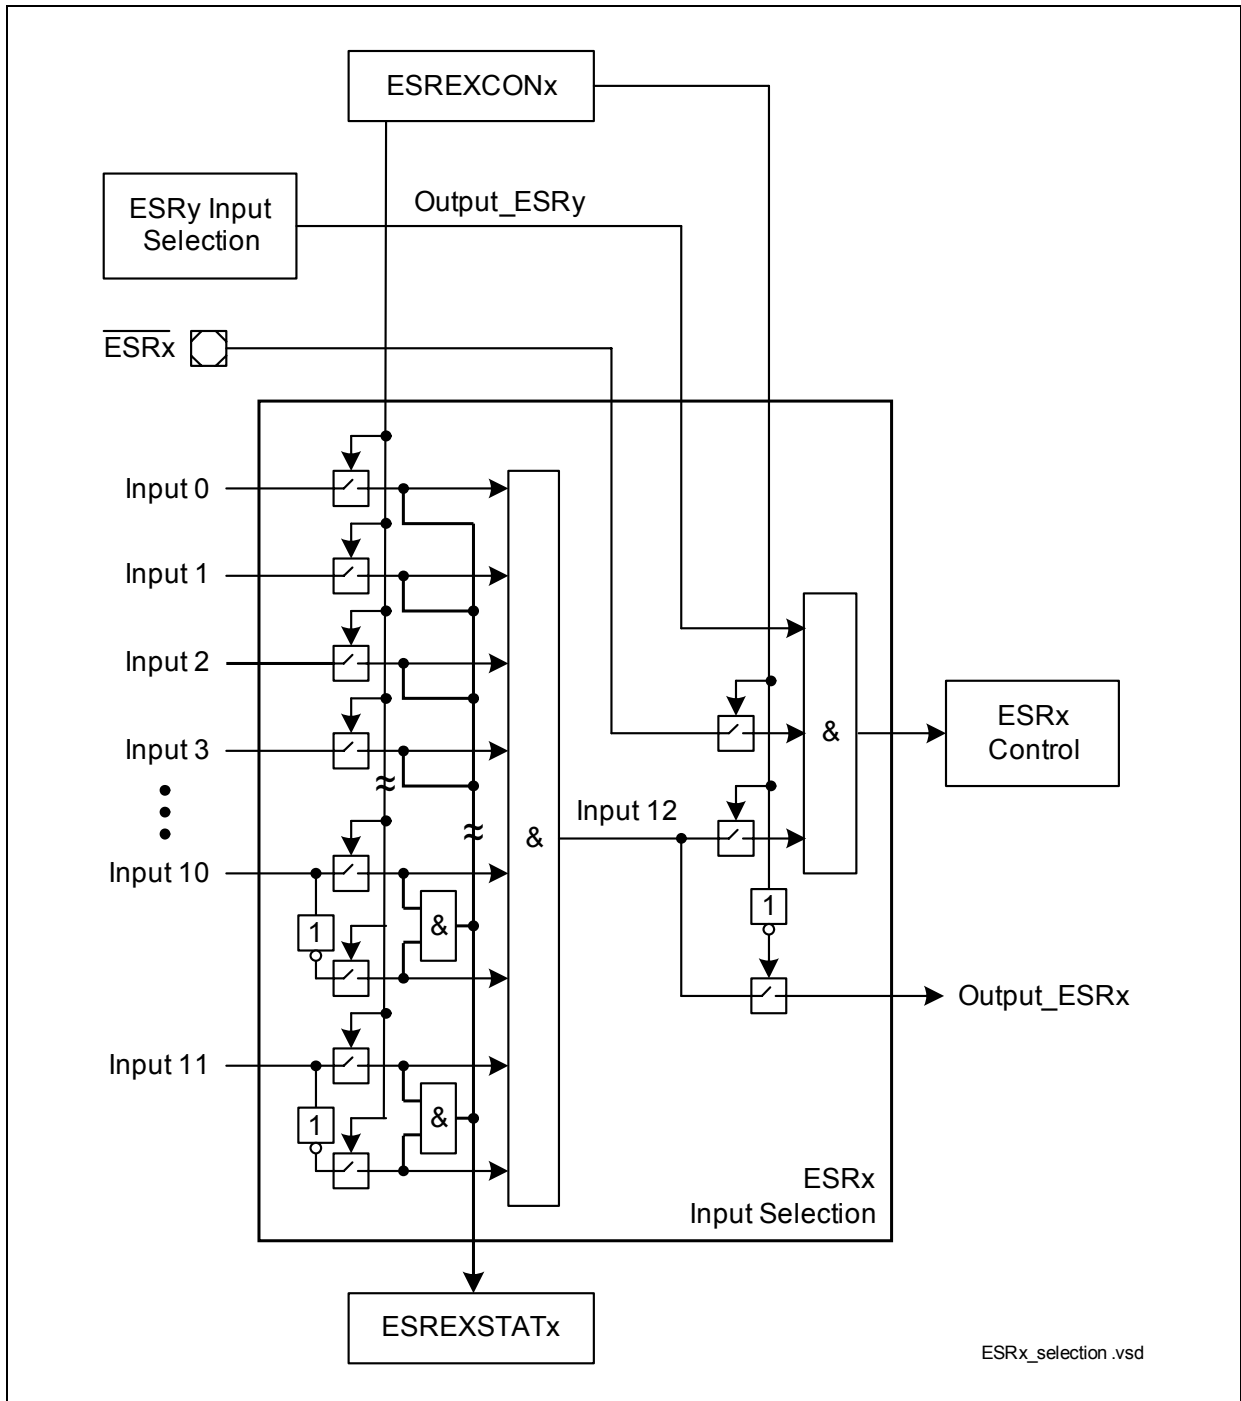 ESREXCONx
ESRy Input
Selection
Output_ESRy
ESRx
Input 0
Input 1
Input 2
Input 3
Input 10
Input 11
1
1
&
&
&
Input 12
&
1
ESRx
Control
Output_ESRx
ESRx
Input Selection
ESREXSTATx
ESRx_selection .vsd